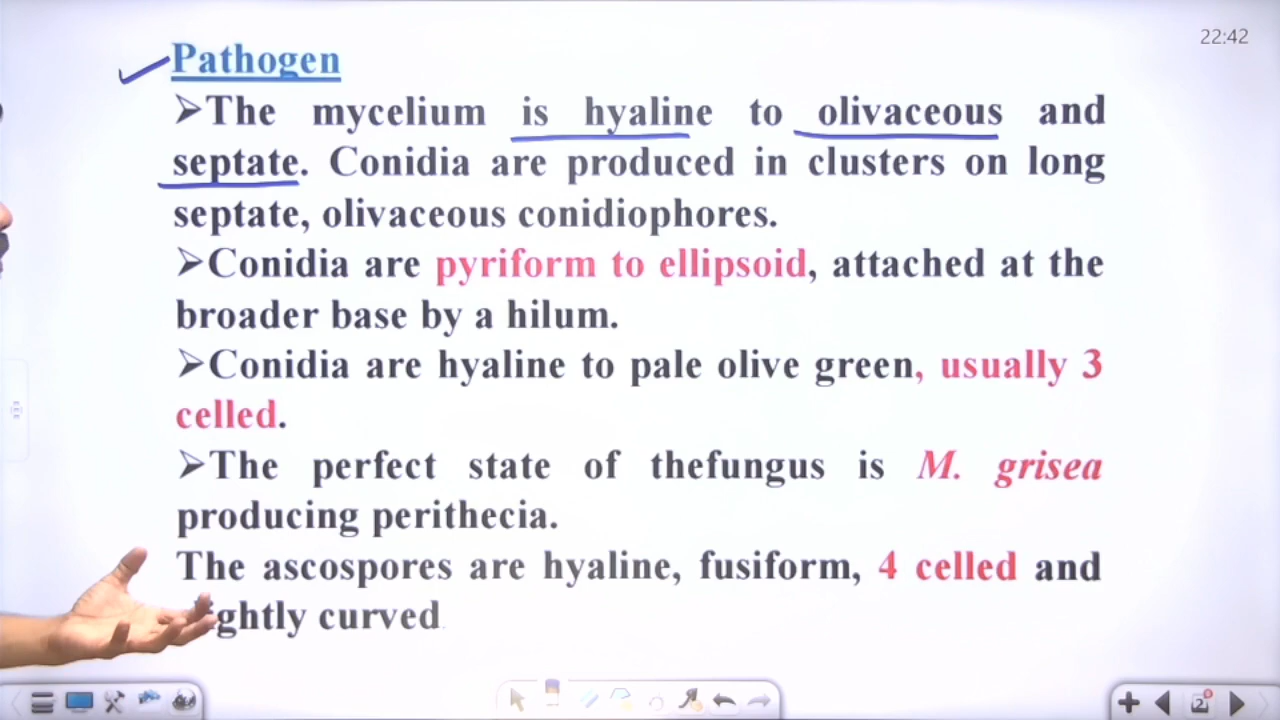 22:42
Pathogen
➤The mycelium is hyaline to olivaceous and
septate. Conidia are produced in clusters on long
septate, olivaceous conidiophores.
➤Conidia are pyriform to ellipsoid, attached at the
broader base by a hilum.
➤Conidia are hyaline to pale olive green, usually 3
celled.
➤The perfect state of thefungus is M. grisea
producing perithecia.
The ascospores are hyaline, fusiform, 4 celled and
curved
2